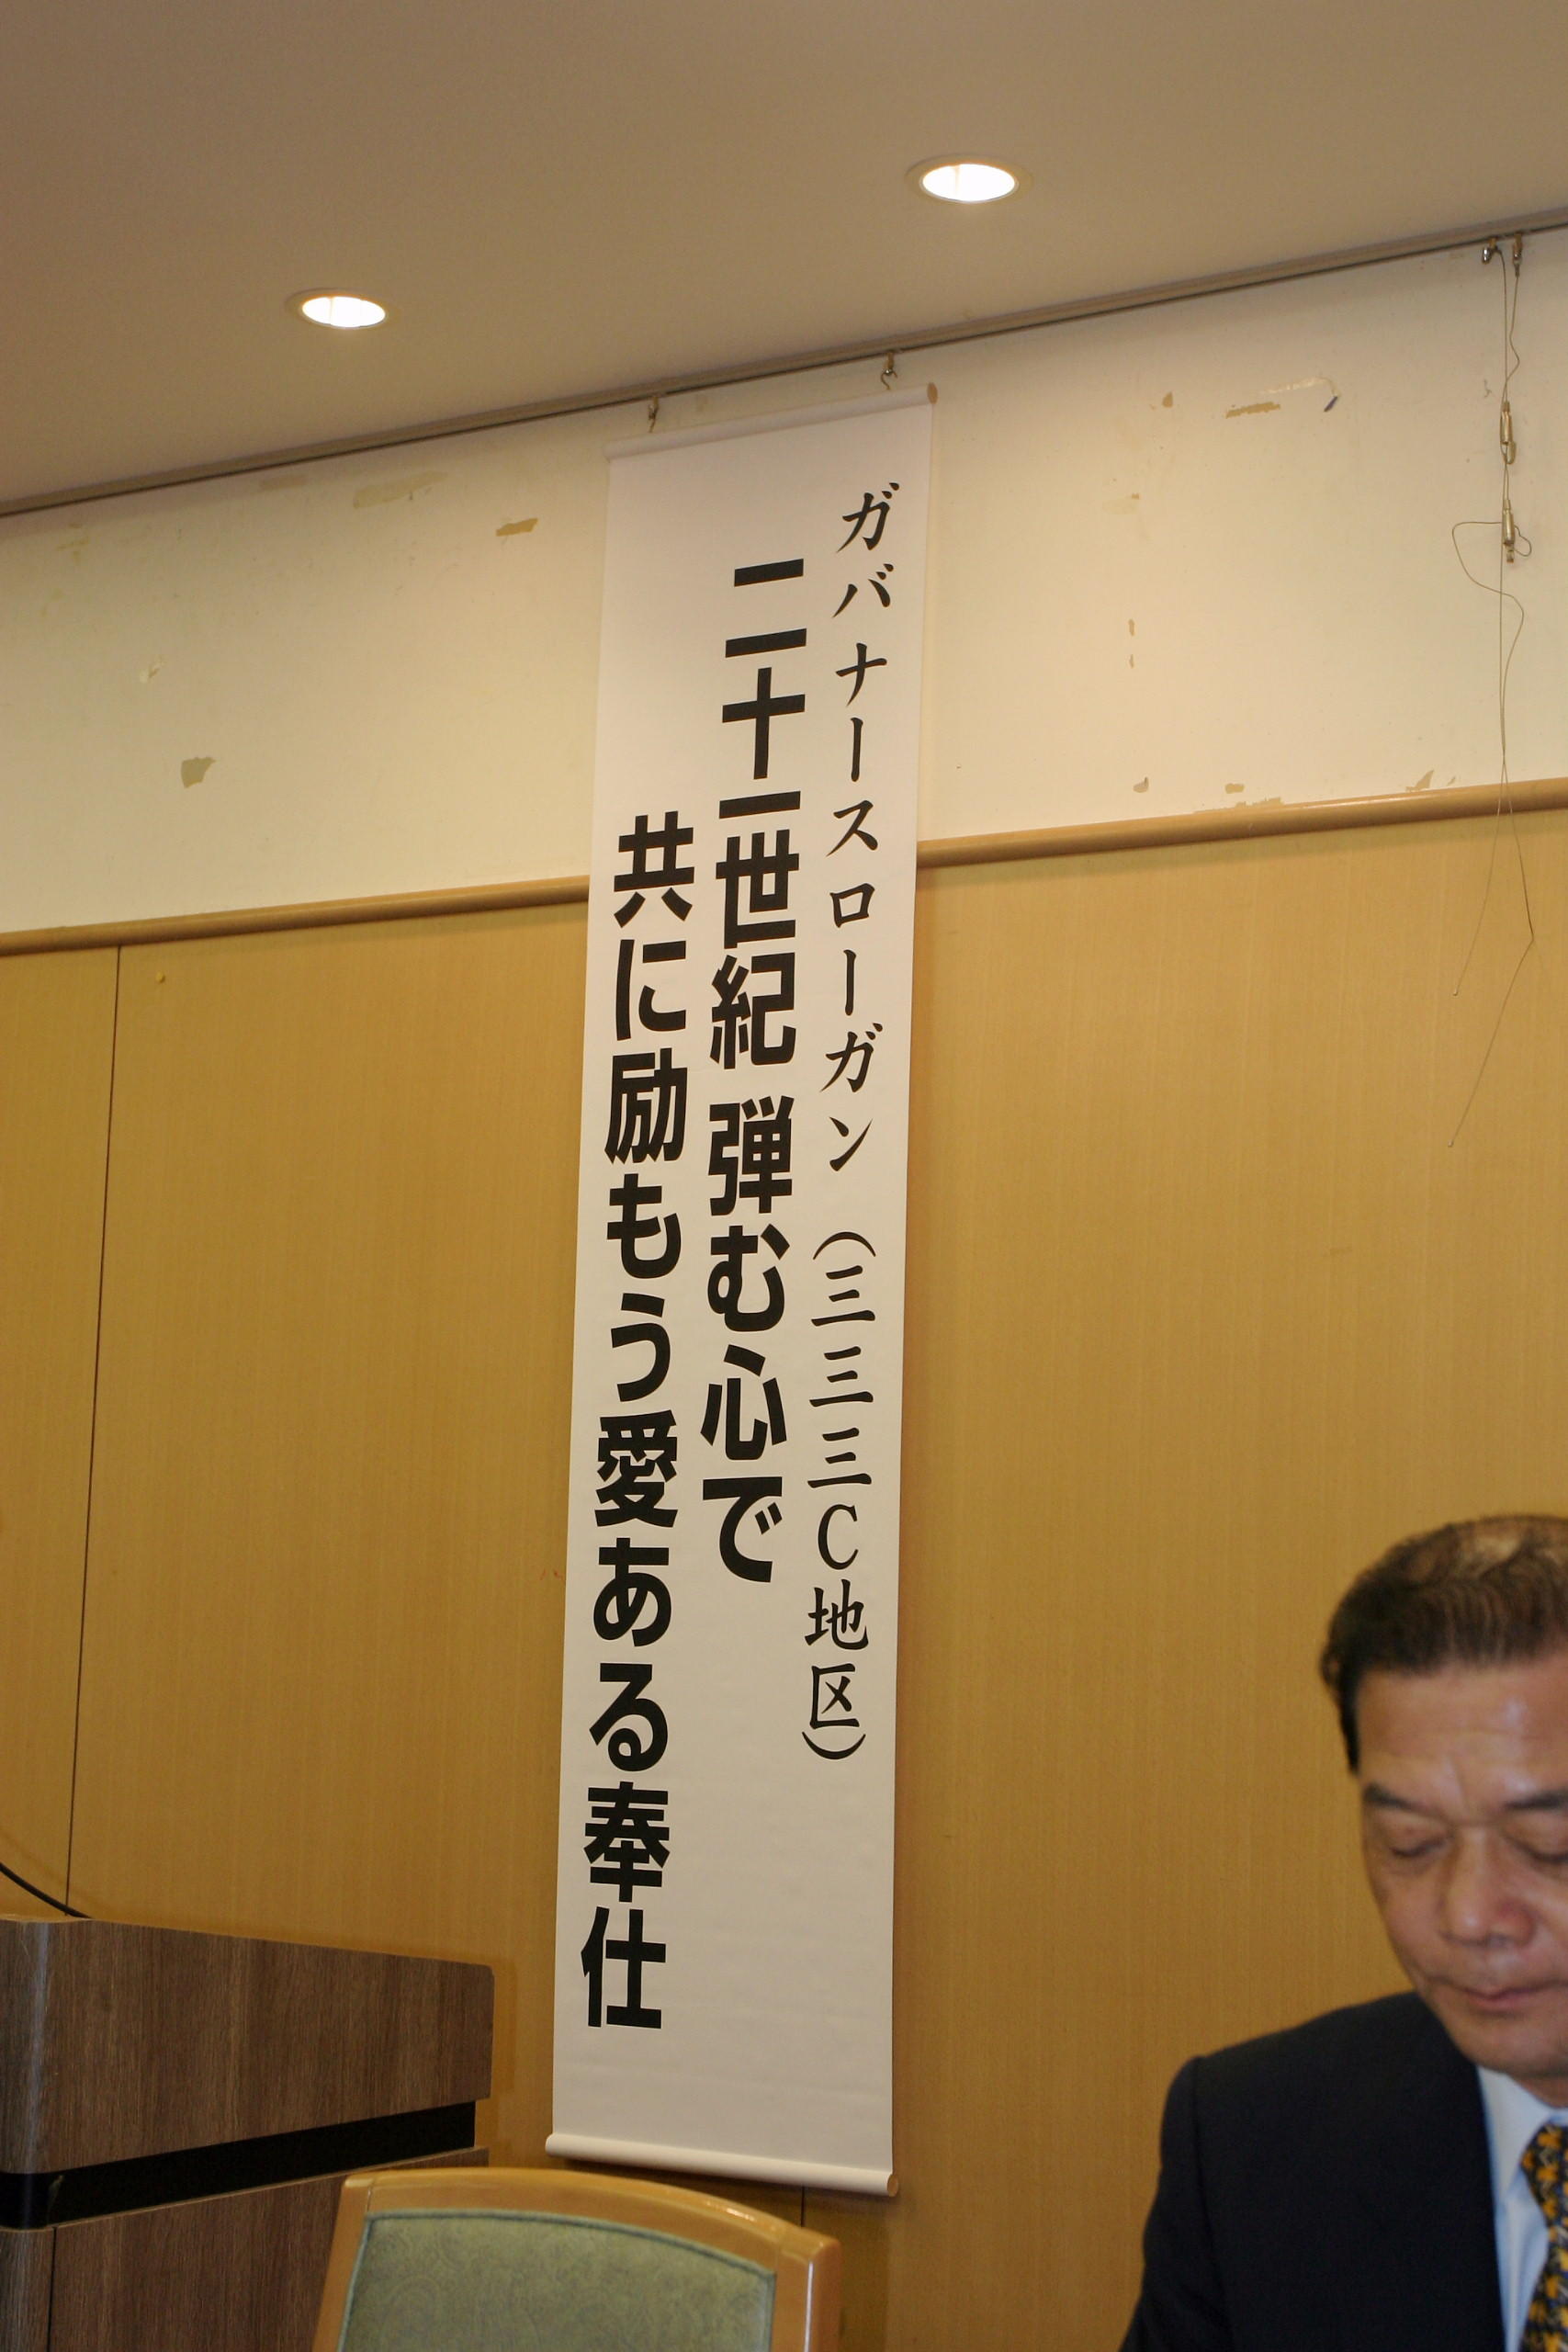 ガバナースローガン（三三三C地区）
二十一世紀 弾む心で
共に励もう愛ある奉仕